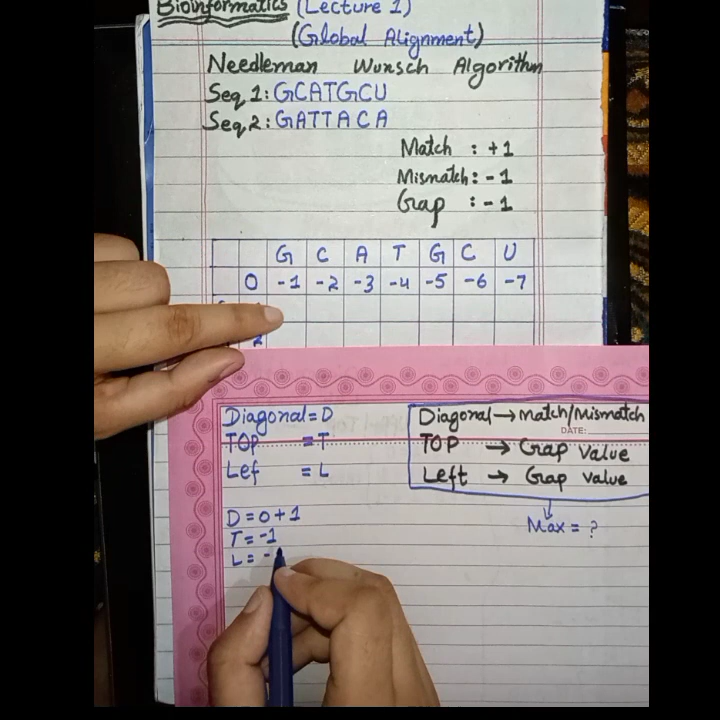 Bioinformatics (Lecture 1)
(Global Alignment)
Needleman Wunsch Algorithm
Seq 1: GCATGCU
Seq 2: GATTACA
Match : +1
Mismatch : -1
Gap : -1
G C A T G C U
0 -1 -2 -3 -4 -5 -6 -7
2
Diagonal = D
TOP = T
Lef = L
Diagonal → Match/Mismatch
DATE:
TOP → Gap value
Left → Gap value
Max = ?
D = 0 + 1
T = -1
L = -